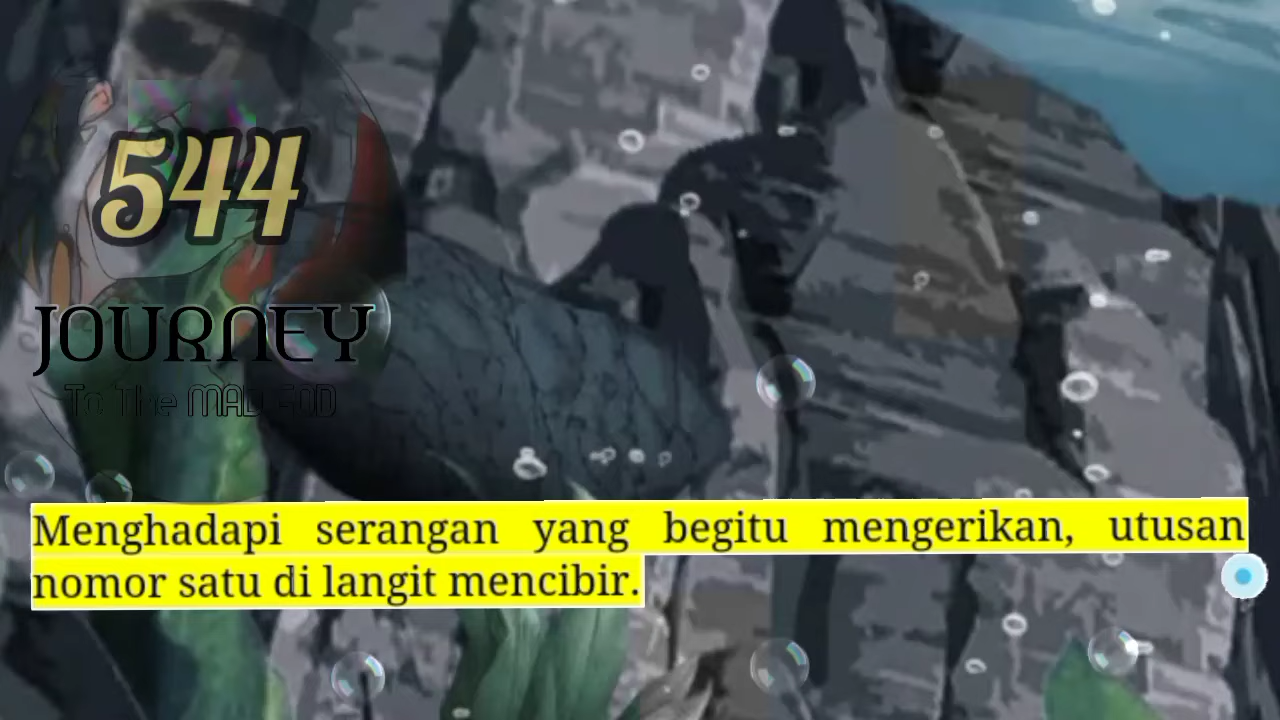 544
JOURNEY
To The MAD GOD
Menghadapi serangan yang begitu mengerikan, utusan
nomor satu di langit mencibir.